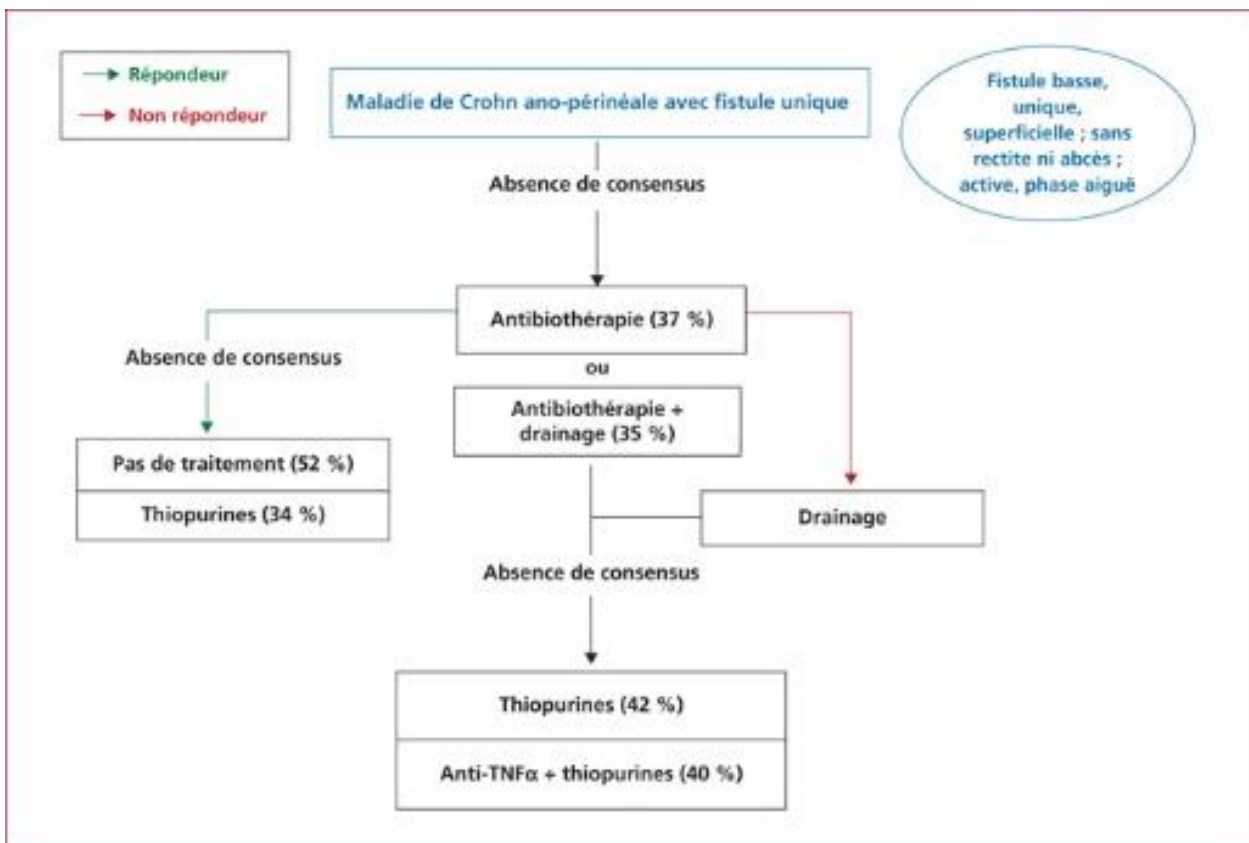 Répondeur
Non répondeur
Maladie de Crohn ano-périnéale avec fistule unique
Fistule basse,
unique,
superficielle ; sans
rectite ni abcès ;
active, phase aiguë
Absence de consensus
Antibiothérapie (37 %)
Absence de consensus
ou
Antibiothérapie +
drainage (35 %)
Pas de traitement (52 %)
Thiopurines (34 %)
Drainage
Absence de consensus
Thiopurines (42 %)
Anti-TNFα + thiopurines (40 %)